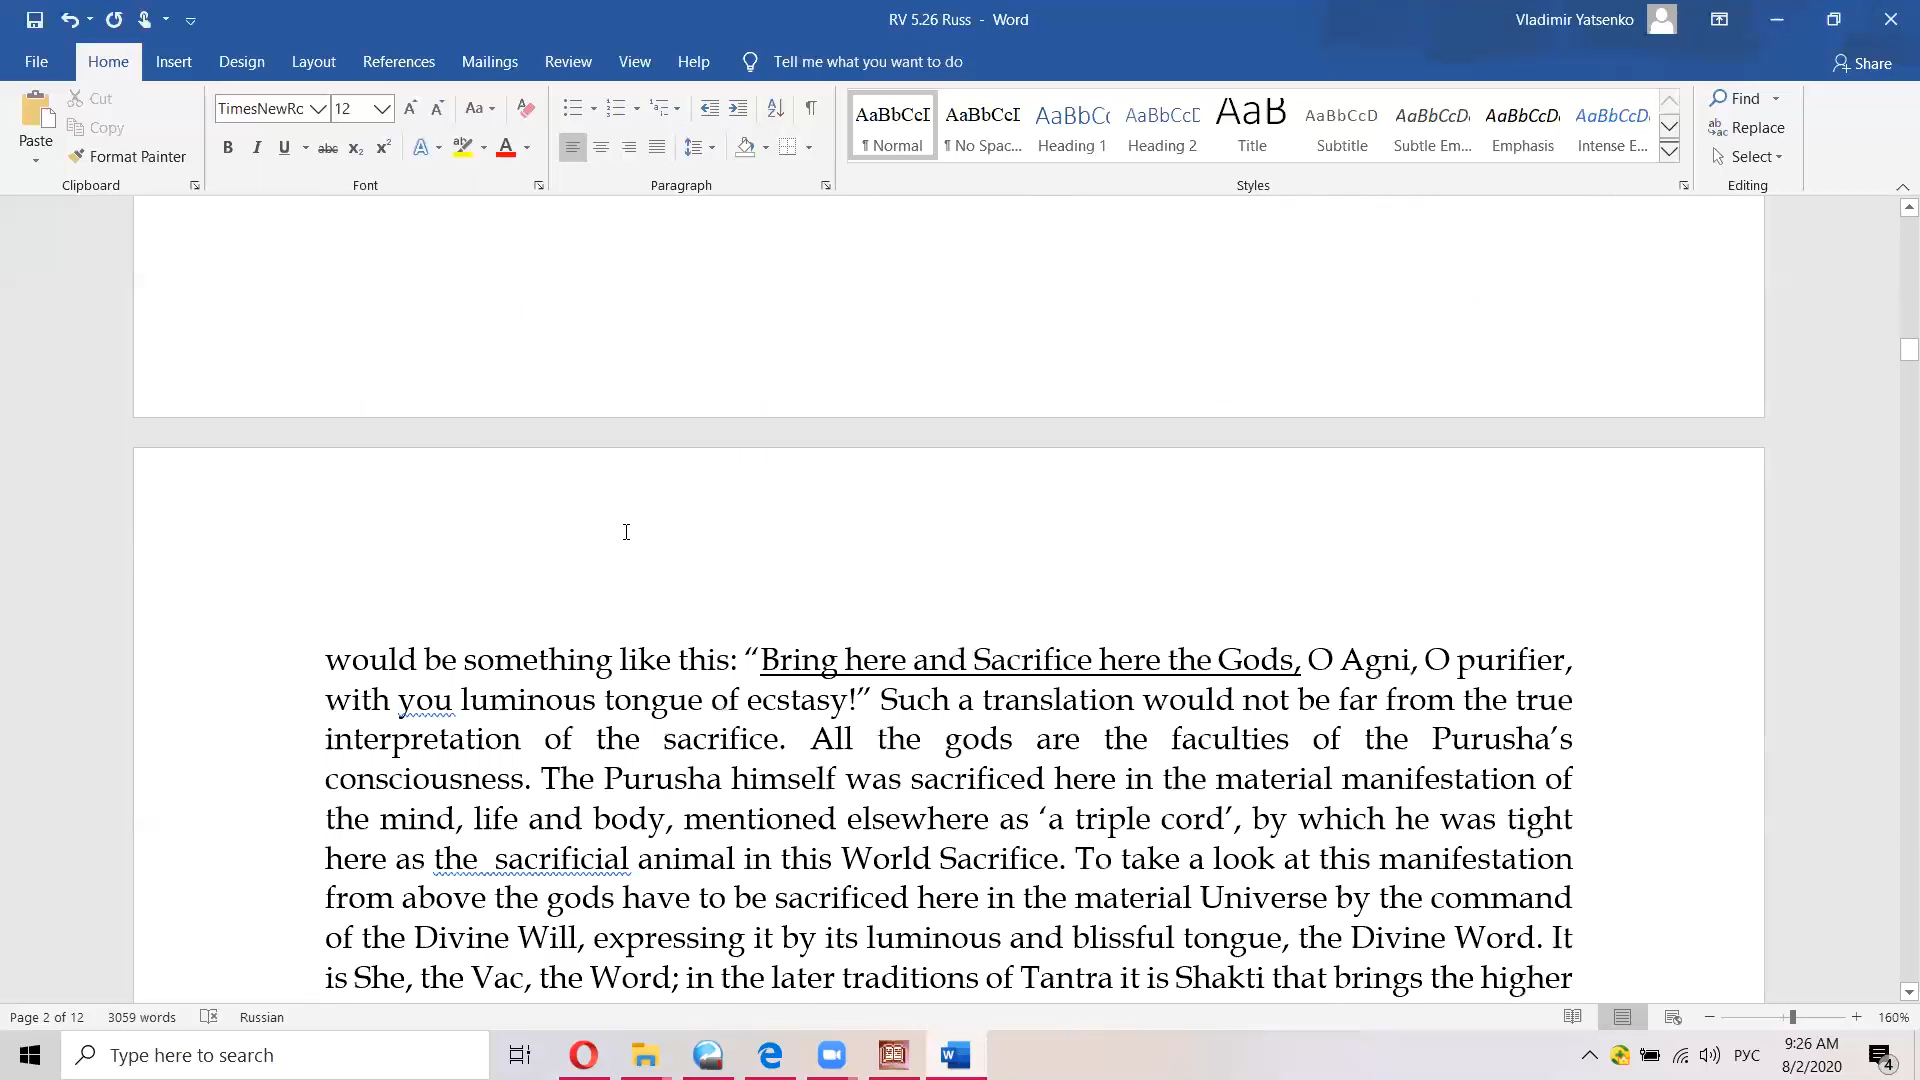 RV 5.26 Russ - Word
Vladimir Yatsenko
File Home Insert Design Layout References Mailings Review View Help Tell me what you want to do
Share
Paste
Cut
Copy
Format Painter
Clipboard
TimesNewRo 12
Font
Paragraph
AaBbCcI AaBbCcI AaBbCc AaBbCcD AaB AaBbCcD AaBbCcD. AaBbCcD. AaBbCcD.
¶ Normal ¶ No Spac... Heading 1 Heading 2 Title Subtitle Subtle Em... Emphasis Intense E...
Styles
Find
Replace
Select
Editing
would be something like this: “Bring here and Sacrifice here the Gods, O Agni, O purifier,
with you luminous tongue of ecstasy!” Such a translation would not be far from the true
interpretation of the sacrifice. All the gods are the faculties of the Purusha’s
consciousness. The Purusha himself was sacrificed here in the material manifestation of
the mind, life and body, mentioned elsewhere as ‘a triple cord’, by which he was tight
here as the sacrificial animal in this World Sacrifice. To take a look at this manifestation
from above the gods have to be sacrificed here in the material Universe by the command
of the Divine Will, expressing it by its luminous and blissful tongue, the Divine Word. It
is She, the Vac, the Word; in the later traditions of Tantra it is Shakti that brings the higher
Page 2 of 12 3059 words Russian
160%
Type here to search
РУС
9:26 AM
8/2/2020
4